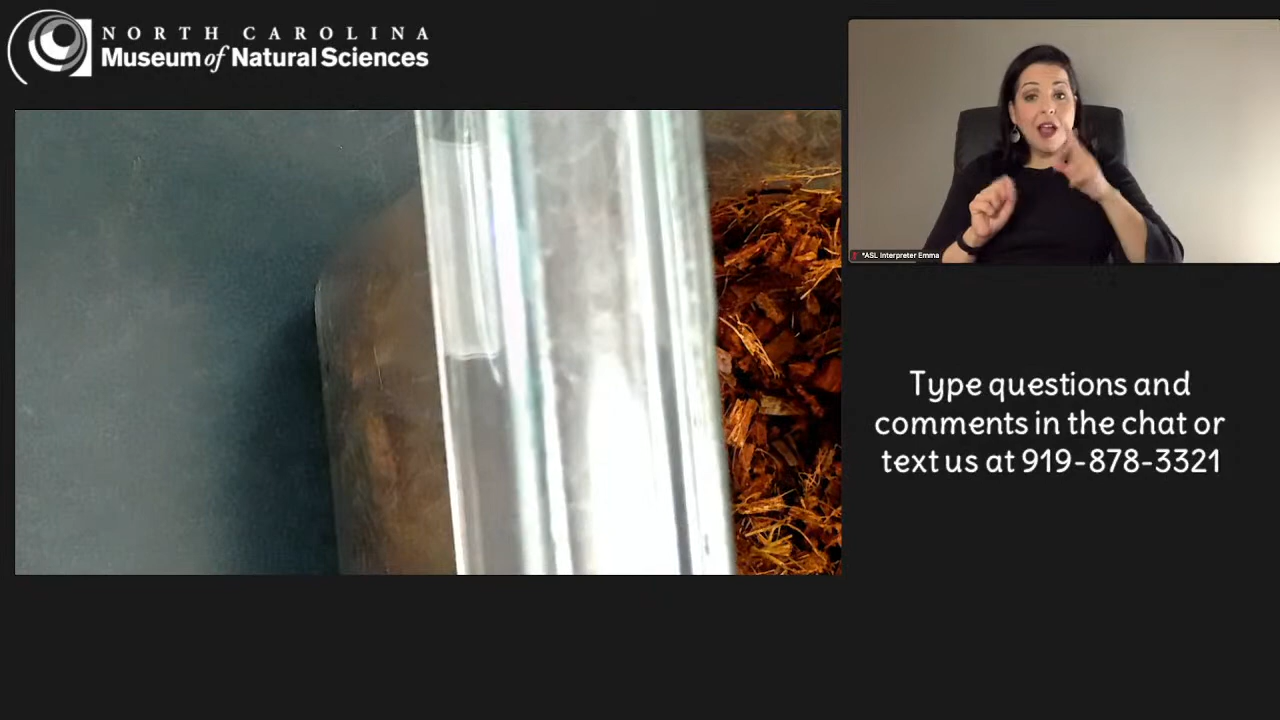 NORTH CAROLINA
Museum of Natural Sciences
*ASL Interpreter Emma
Type questions and
comments in the chat or
text us at 919-878-3321